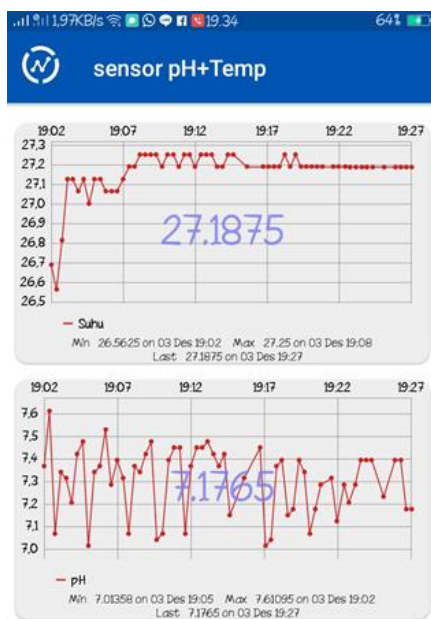 1,97KB/s 19.34 64%
sensor pH+Temp
19:02 19:07 19:12 19:17 19:22 19:27
27,3
27,2
27,1
27,0
26,9
26,8
26,7
26,6
26,5
27.1875
Suhu
Min 26.5625 on 03 Des 19:02 Max 27.25 on 03 Des 19:08
Last 27.1875 on 03 Des 19:27
19:02 19:07 19:12 19:17 19:22 19:27
7,6
7,5
7,4
7,3
7,2
7,1
7,0
7.1765
pH
Min 7.01358 on 03 Des 19:05 Max 7.61095 on 03 Des 19:02
Last 7.1765 on 03 Des 19:27